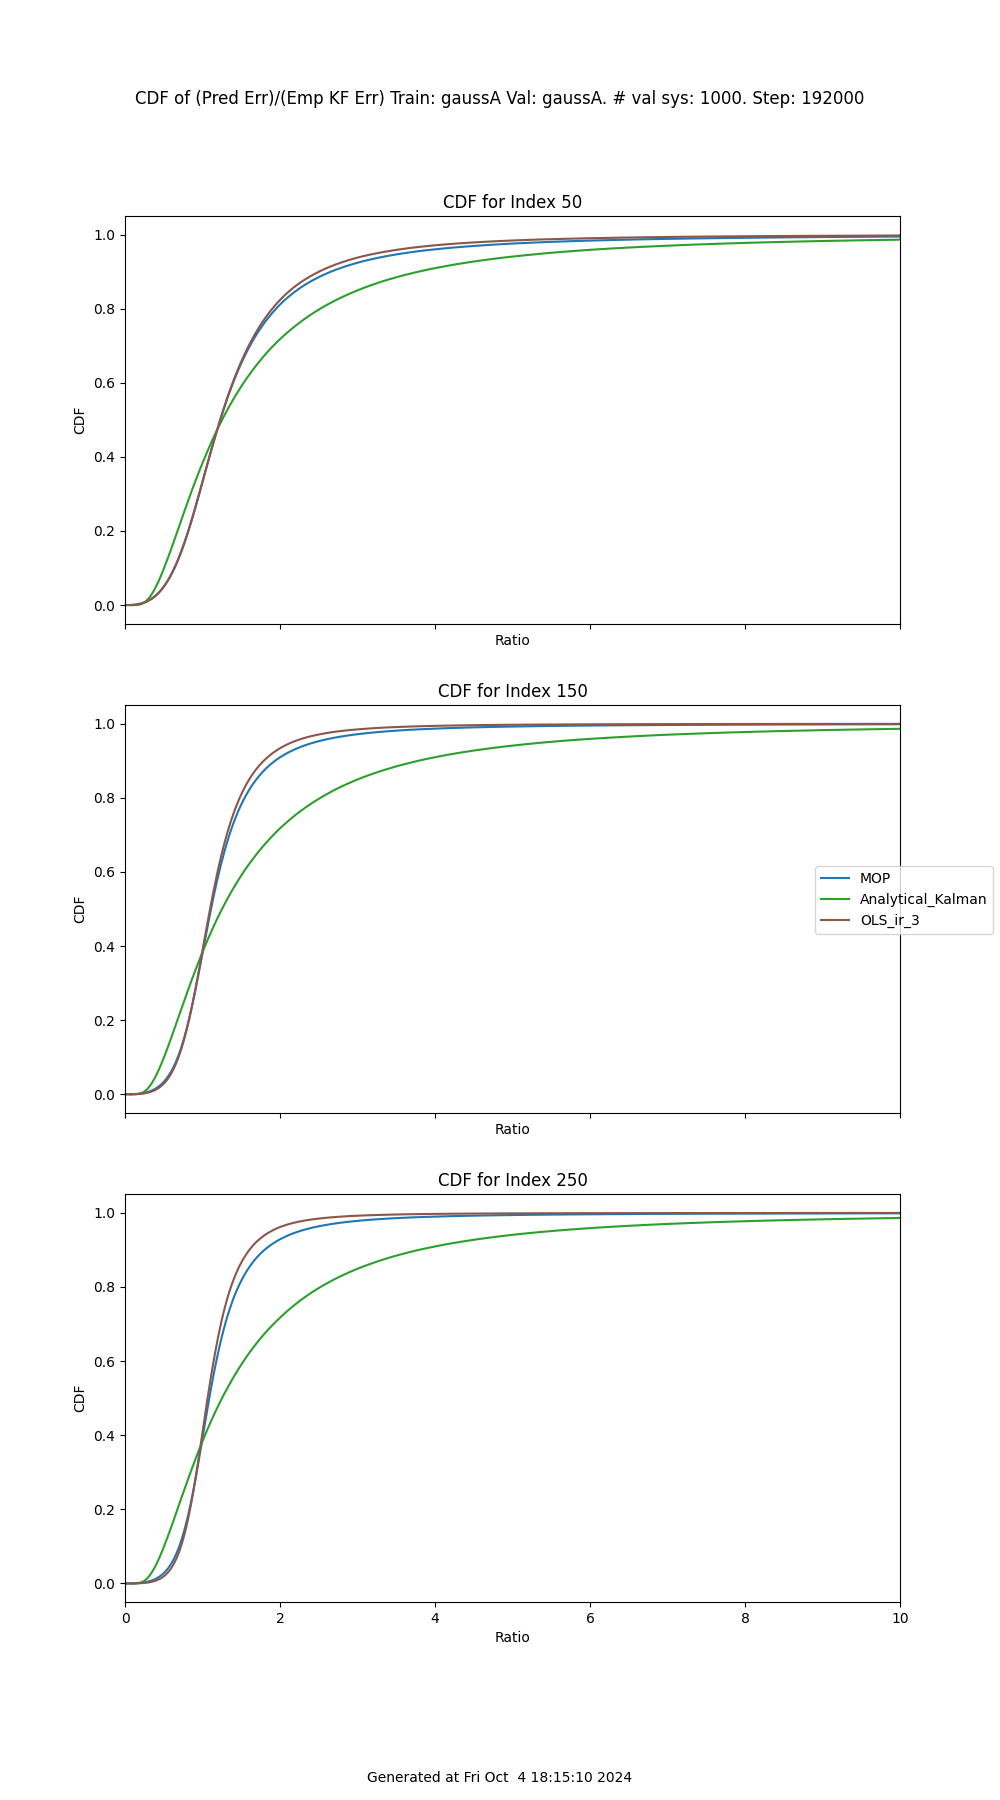 CDF of (Pred Err)/(Emp KF Err) Train: gaussA Val: gaussA. # val sys: 1000. Step: 192000
CDF for Index 50
1.0
0.8
0.6
0.4
0.2
0.0
CDF
Ratio
CDF for Index 150
1.0
0.8
0.6
0.4
0.2
0.0
CDF
Ratio
MOP
Analytical_Kalman
OLS_ir_3
CDF for Index 250
1.0
0.8
0.6
0.4
0.2
0.0
CDF
0 2 4 6 8 10
Ratio
Generated at Fri Oct  4 18:15:10 2024